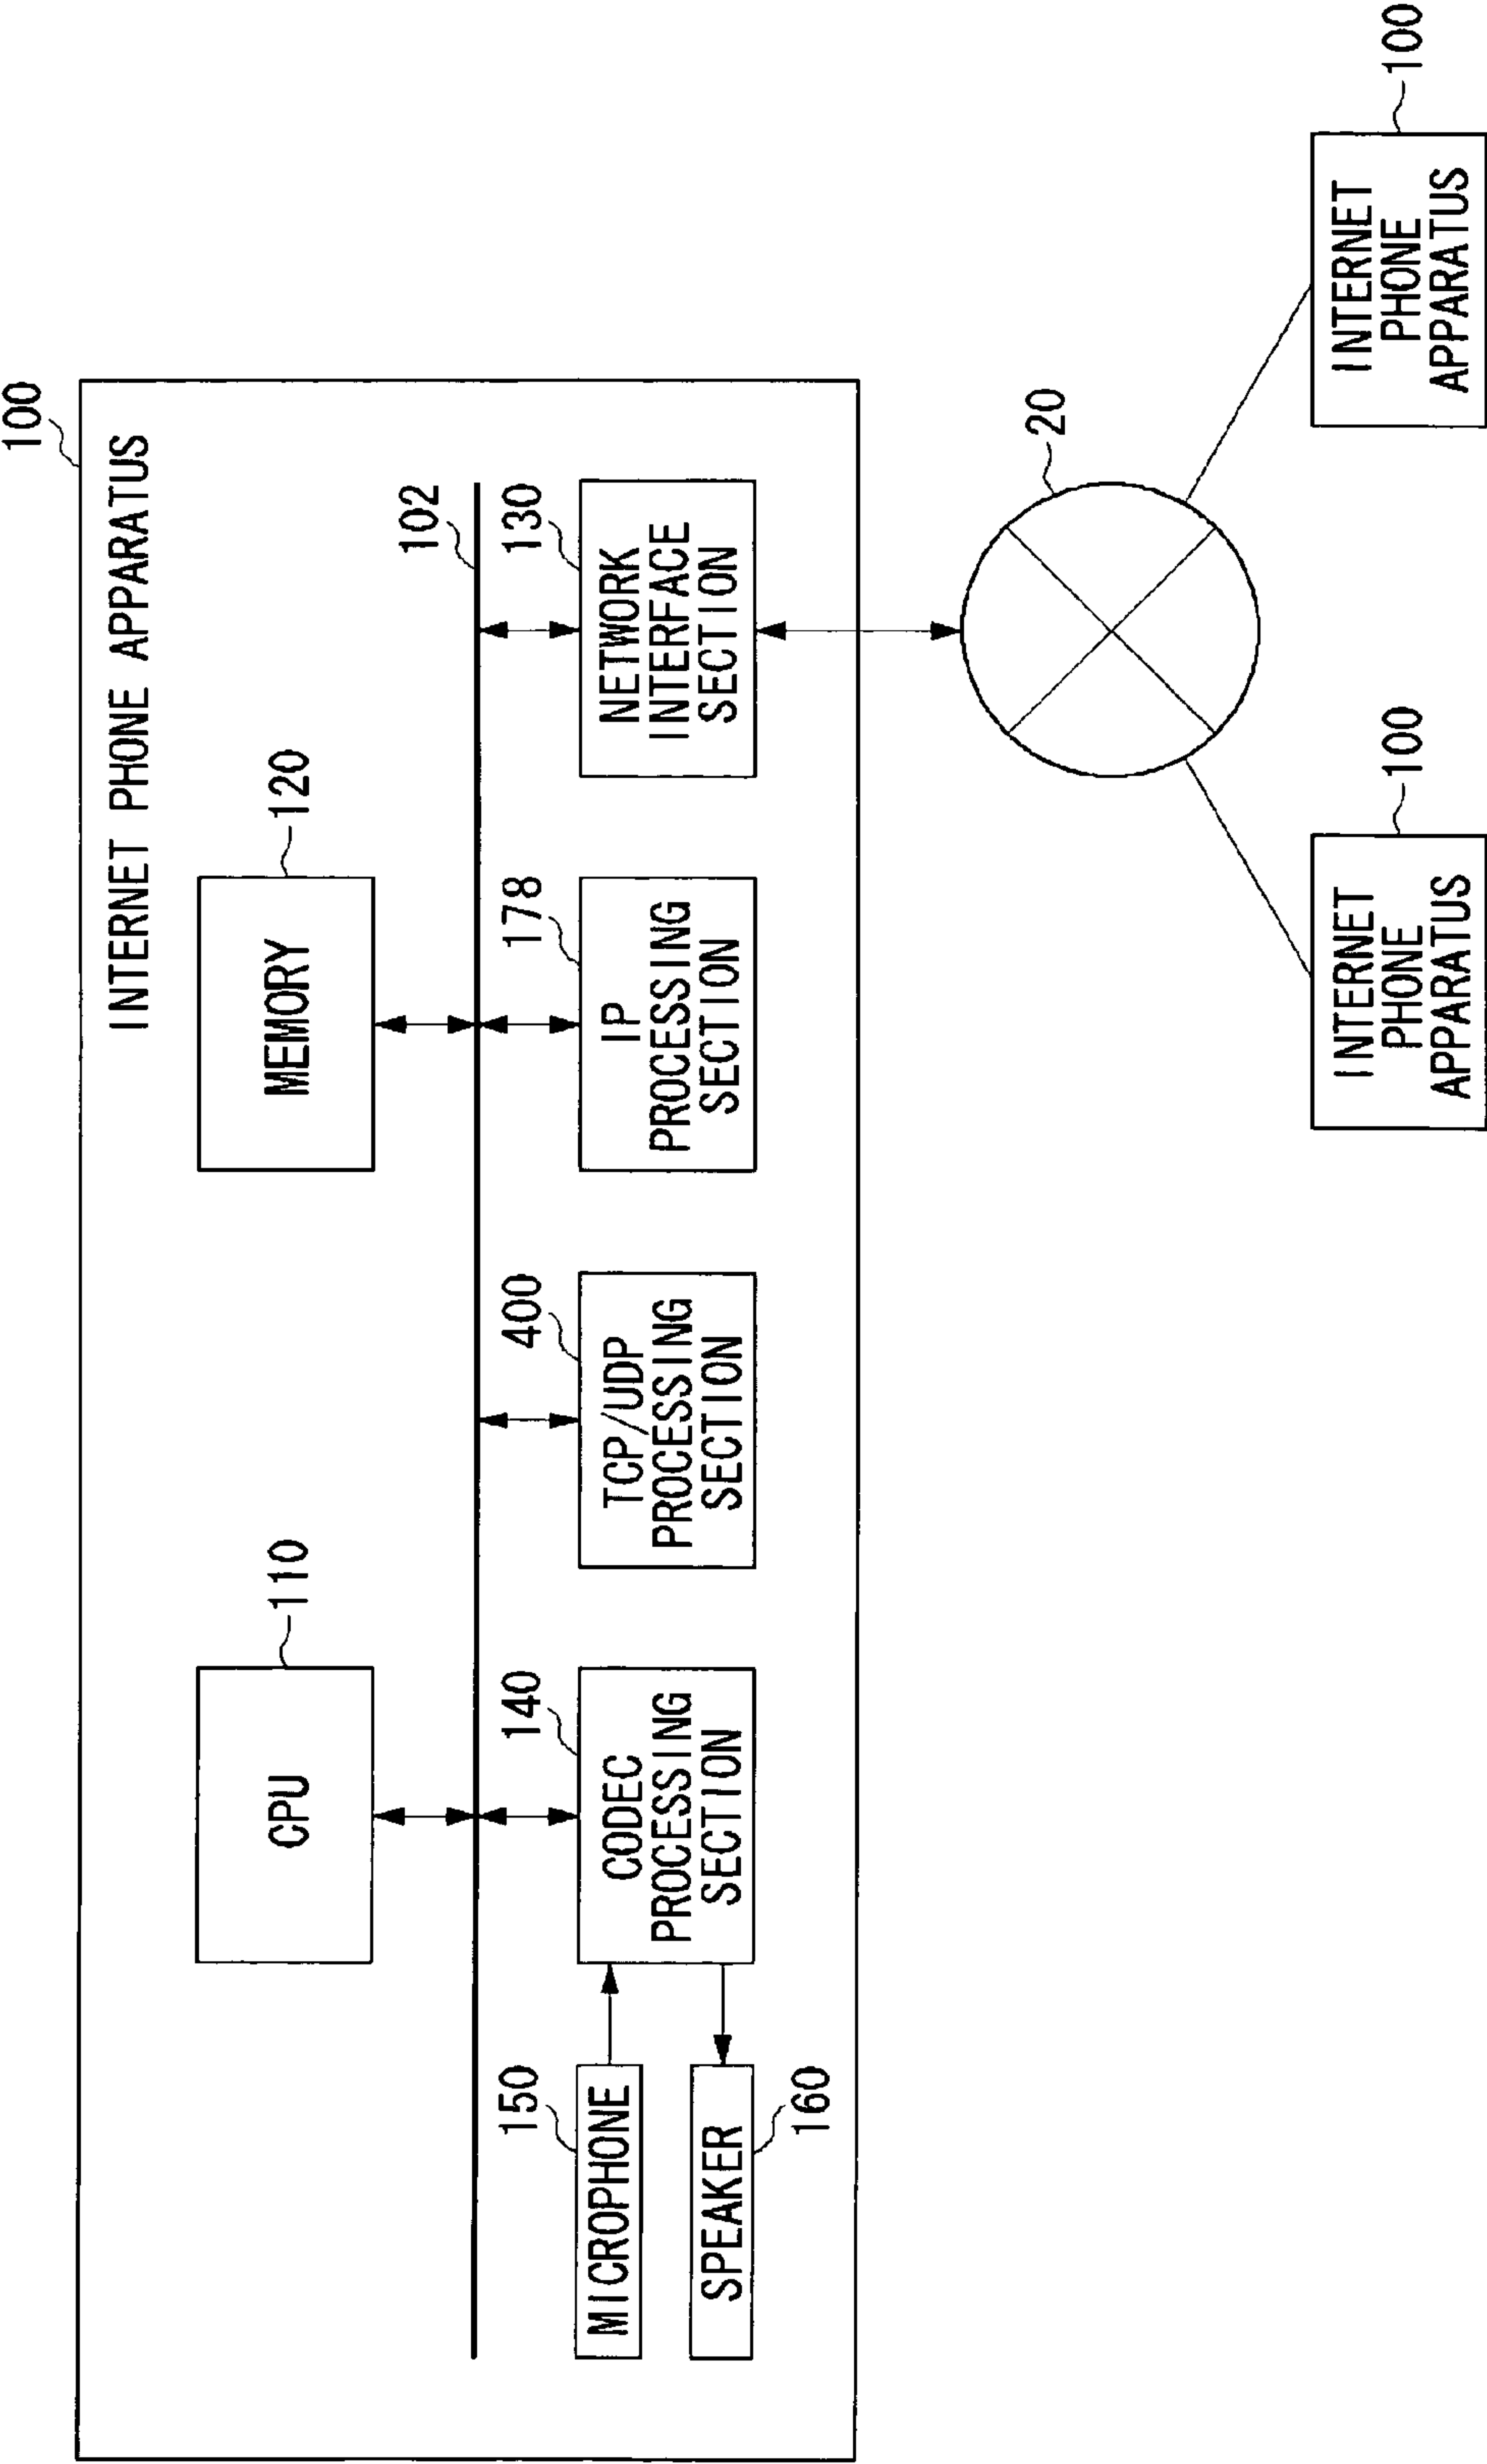 100
INTERNET PHONE APPARATUS
110
CPU
120
MEMORY
102
150
MICROPHONE
160
SPEAKER
140
CODEC
PROCESSING
SECTION
400
TCP/UDP
PROCESSING
SECTION
178
IP
PROCESSING
SECTION
130
NETWORK
INTERFACE
SECTION
20
100
INTERNET
PHONE
APPARATUS
100
INTERNET
PHONE
APPARATUS